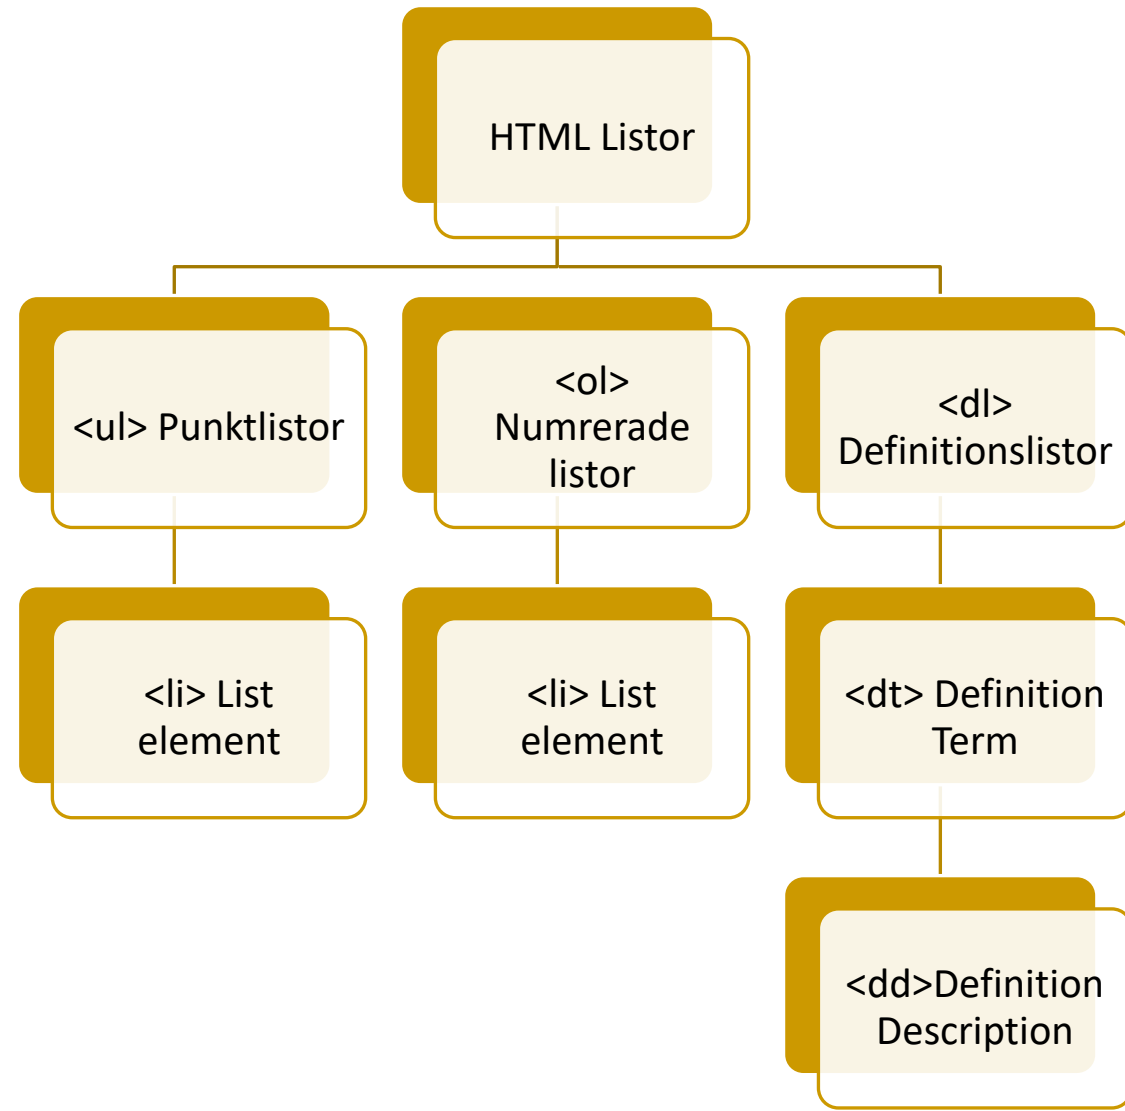 HTML Listor
<ul> Punktlistor
<ol>
Numrerade
listor
<dl>
Definitionslistor
<li> List
element
<li> List
element
<dt> Definition
Term
<dd>Definition
Description